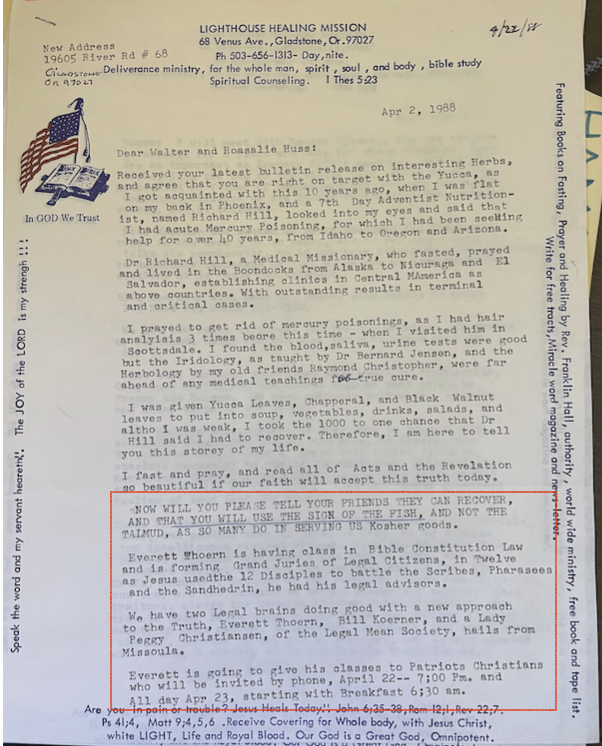 LIGHTHOUSE HEALING MISSION
68 Venus Ave., Gladstone, Or.97027
Ph 503-656-1313- Day,nite.
Deliverance ministry, for the whole man, spirit , soul , and body , bible study
Spiritual Counseling. I Thes 5:23
New Address
19605 River Rd # 68
GLADSTONE
OR 97027
4/22/88
Apr 2, 1988
In GOD We Trust
Dear Walter and Roasalie Huss:
Received your latest bulletin release on interesting Herbs,
and agree that you are right on target with the Yucca, as
I got acquainted with this 10 years ago, when I was flat
on my back in Phoenix, and a 7th Day Adventist Nutrition-
ist, named Richard Hill, looked into my eyes and said that
I had acute Mercury Poisoning, for which I had been seeking
help for over 40 years, from Idaho to Oregon and Arizona.
Dr Richard Hill, a Medical Missionary, who fasted, prayed
and lived in the Boondocks from Alaska to Nicuraga and El
Salvador, establishing clinics in Central MAmerica as
above countries. With outstanding results in terminal
and critical cases.
I prayed to get rid of mercury poisonings, as I had hair
analyisis 3 times beore this time - when I visited him in
Scottsdale. I found the blood,saliva, urine tests were good
but the Iridology, as taught by Dr Bernard Jensen, and the
Herbology by my old friends Raymond Christopher, were far
ahead of any medical teachings true cure.
I was given Yucca Leaves, Chapperal, and Black Walnut
leaves to put into soup, vegetables, drinks, salads, and
altho I was weak, I took the 1000 to one chance that Dr
Hill said I had to recover. Therefore, I am here to tell
you this storey of my life.
I fast and pray, and read all of Acts and the Revelation
so beautiful if our faith will accept this truth today.
NOW WILL YOU PLEASE TELL YOUR FRIENDS THEY CAN RECOVER,
AND THAT YOU WILL USE THE SIGN OF THE FISH, AND NOT THE
TALMUD, AS SO MANY DO IN SERVING US Kosher goods.
Everett Thoern is having class in Bible Constitution Law
and is forming Grand Juries of Legal Citizens, in Twelve
as Jesus usedthe 12 Disciples to battle the Scribes, Pharasees
and the Sandhedrin, he had his legal advisors.
We have two Legal brains doing good with a new approach
to the Truth, Everett Thoern, Bill Koerner, and a Lady
Peggy Christiansen, of the Legal Mean Society, hails from
Missoula.
Everett is going to give his classes to Patriots Christians
who will be invited by phone, April 22-- 7;00 Pm. and
All day Apr 23, starting with Breakfast 6;30 am.
Are you in pain or trouble? Jesus Heals Today!! John 6;35-38, Rom 12;1, Rev 22,7.
Ps 41;4, Matt 9;4,5,6 .Receive Covering for Whole body, with Jesus Christ,
white LIGHT, Life and Royal Blood. Our God is a Great God, Omnipotent.
Speak the word and my servant heareth". The JOY of the LORD is my strengh !!!
Featuring Books on Fasting, Prayer and Healing by Rev. Franklin Hall, authority , world wide ministry, free book and tape list.
Write for free tracts,Miracle word magazine and news-letter.